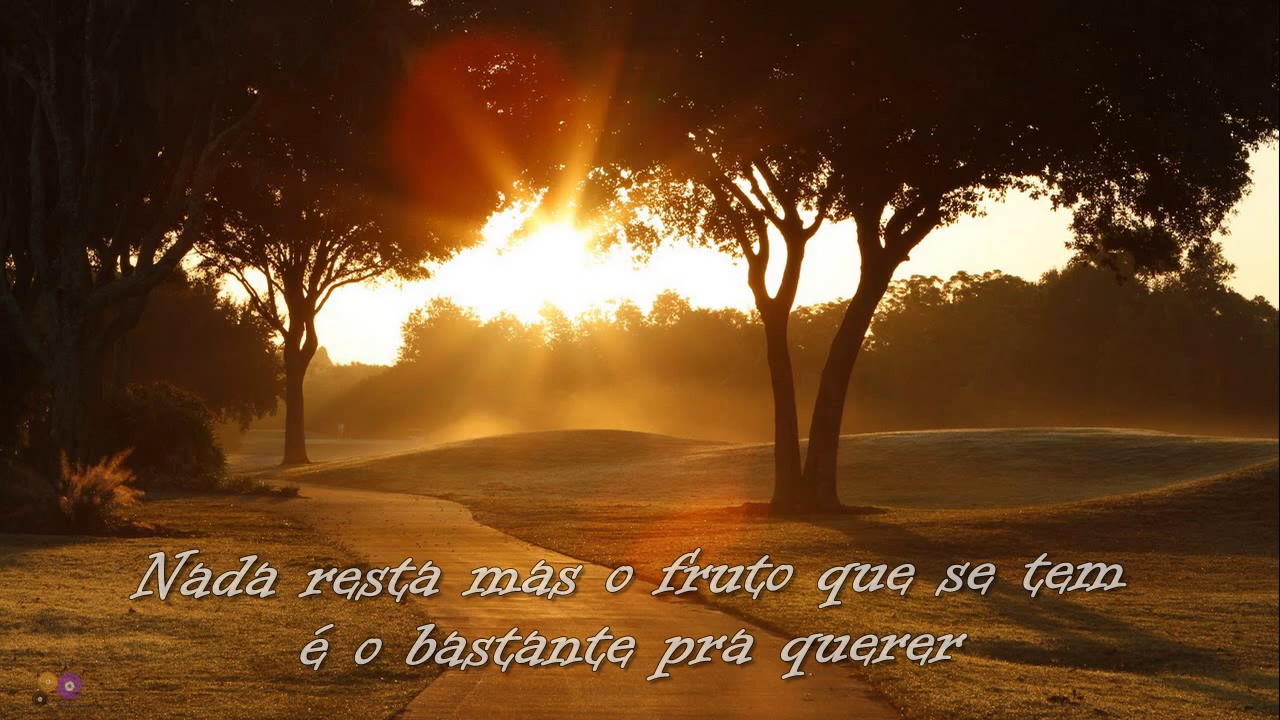 Nada resta mas o fruto que se tem
é o bastante pra querer